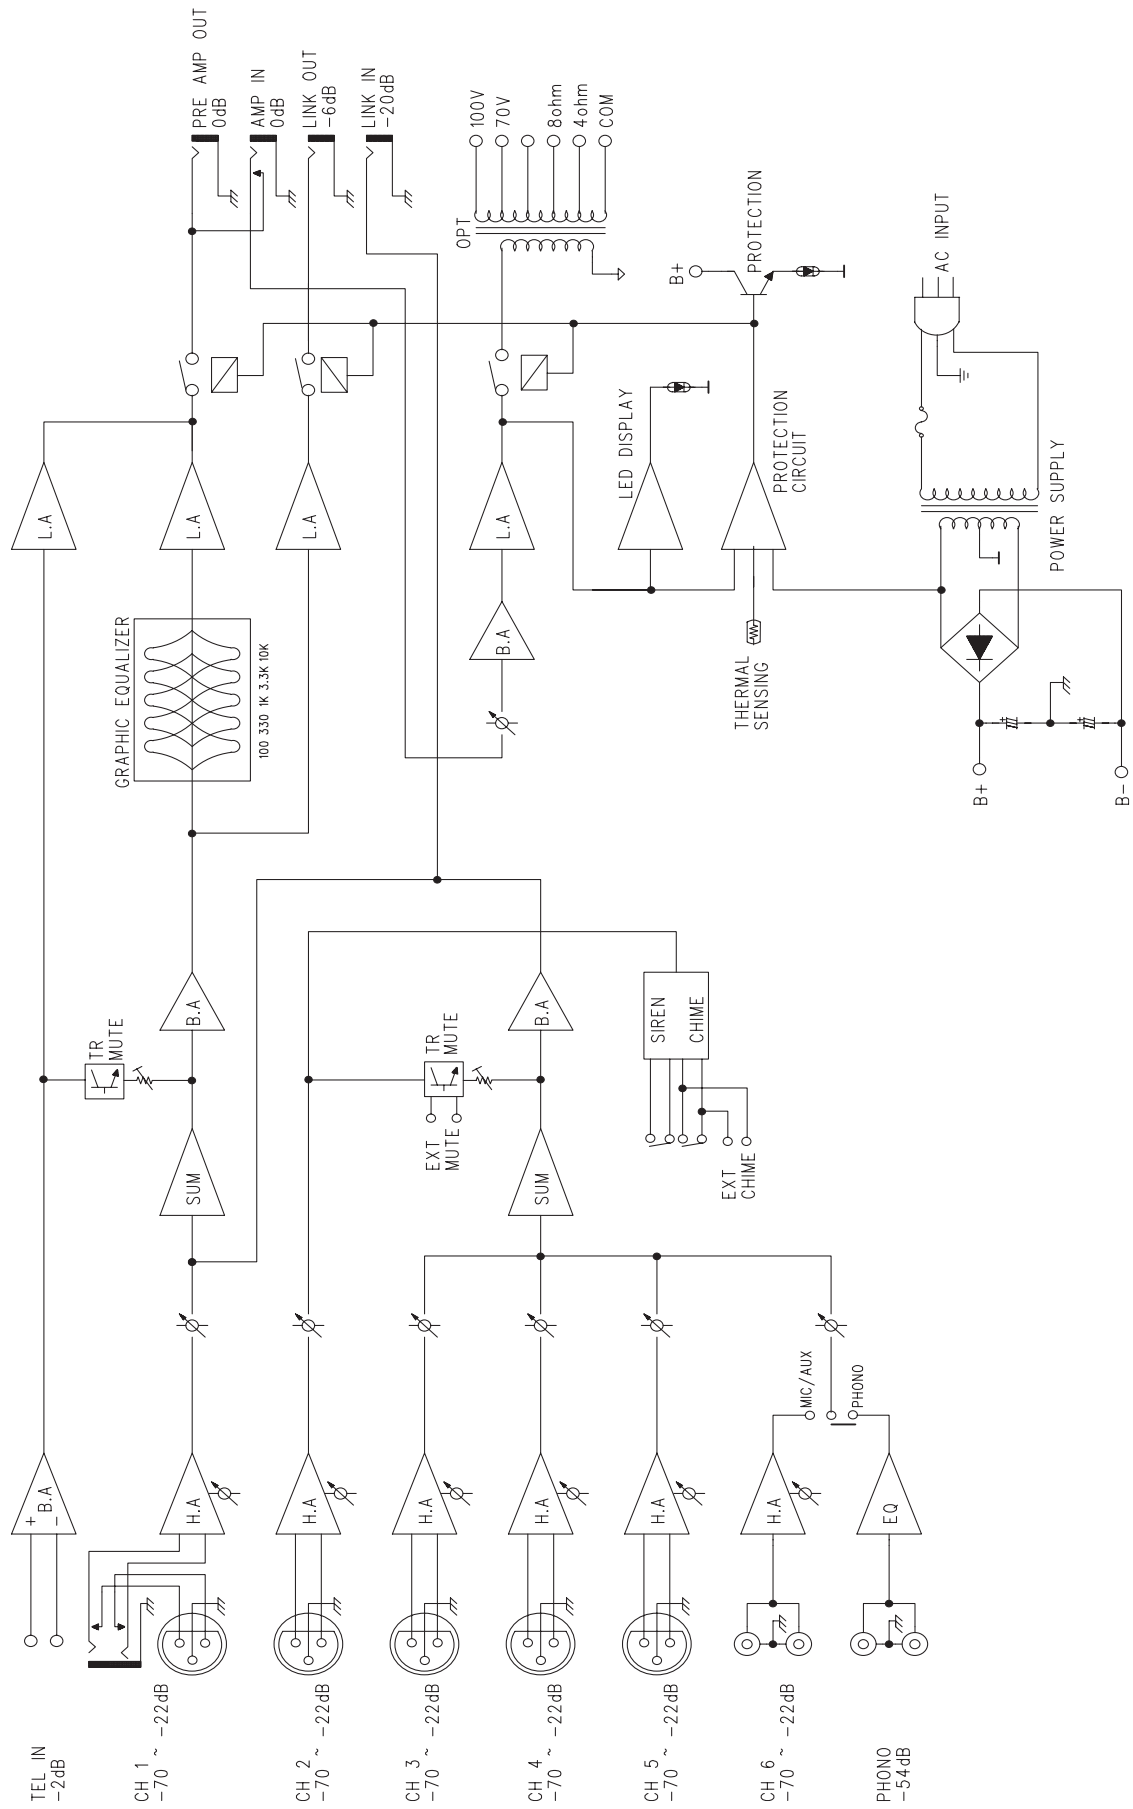 TEL IN
-2dB
CH 1
-70 ~ -22dB
CH 2
-70 ~ -22dB
CH 3
-70 ~ -22dB
CH 4
-70 ~ -22dB
CH 5
-70 ~ -22dB
CH 6
-70 ~ -22dB
PHONO
-54dB
+
-
B.A
H.A
H.A
H.A
H.A
H.A
H.A
EQ
MIC/AUX
PHONO
SUM
TR
MUTE
B.A
EXT
MUTE
TR
MUTE
SUM
B.A
SIREN
CHIME
EXT
CHIME
GRAPHIC EQUALIZER
100 330 1K 3.3K 10K
L.A
L.A
L.A
B.A
L.A
LED DISPLAY
PROTECTION
CIRCUIT
THERMAL
SENSING
B+
PROTECTION
OPT
100V
70V
8ohm
4ohm
COM
PRE AMP OUT
0dB
AMP IN
0dB
LINK OUT
-6dB
LINK IN
-20dB
AC INPUT
POWER SUPPLY
+
+
B+
B-